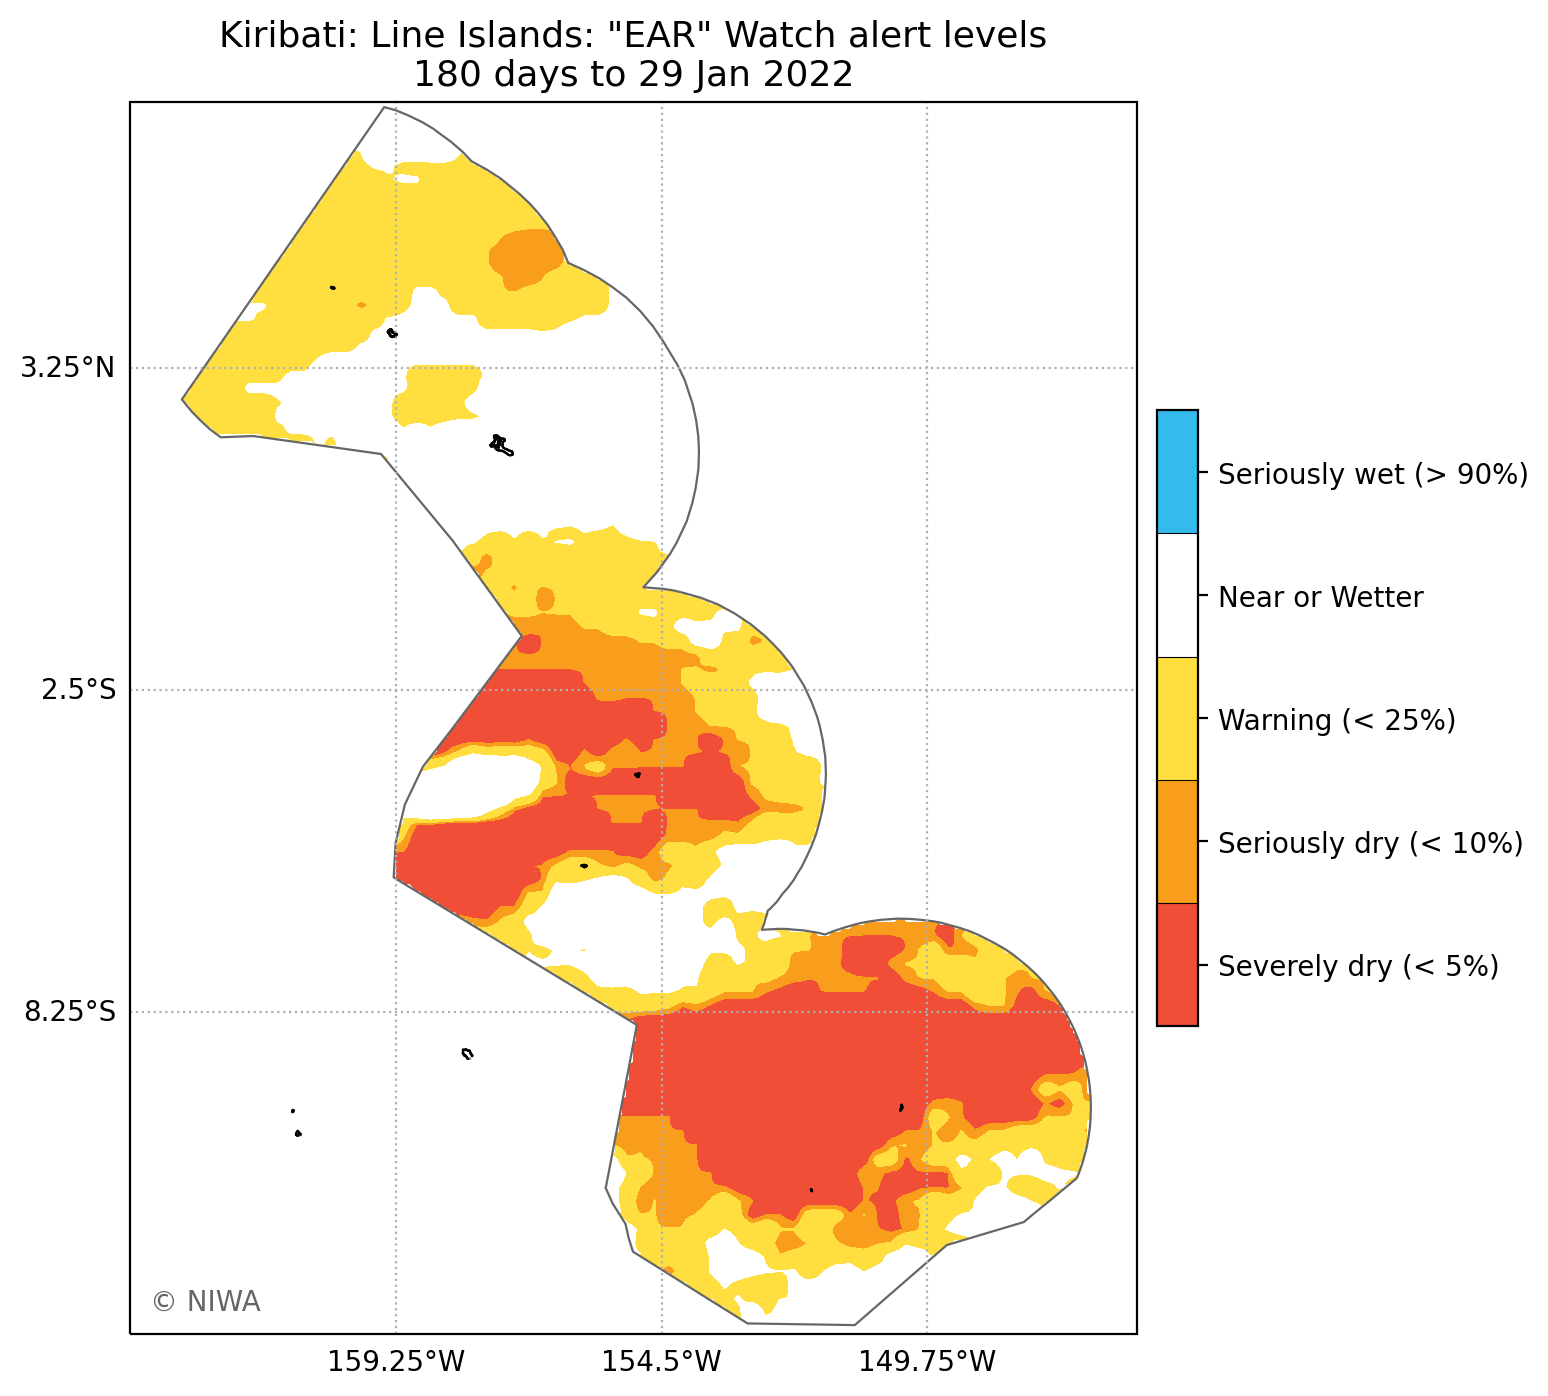 Kiribati: Line Islands: "EAR" Watch alert levels
180 days to 29 Jan 2022
3.25°N
2.5°S
8.25°S
159.25°W
154.5°W
149.75°W
© NIWA
Seriously wet (> 90%)
Near or Wetter
Warning (< 25%)
Seriously dry (< 10%)
Severely dry (< 5%)